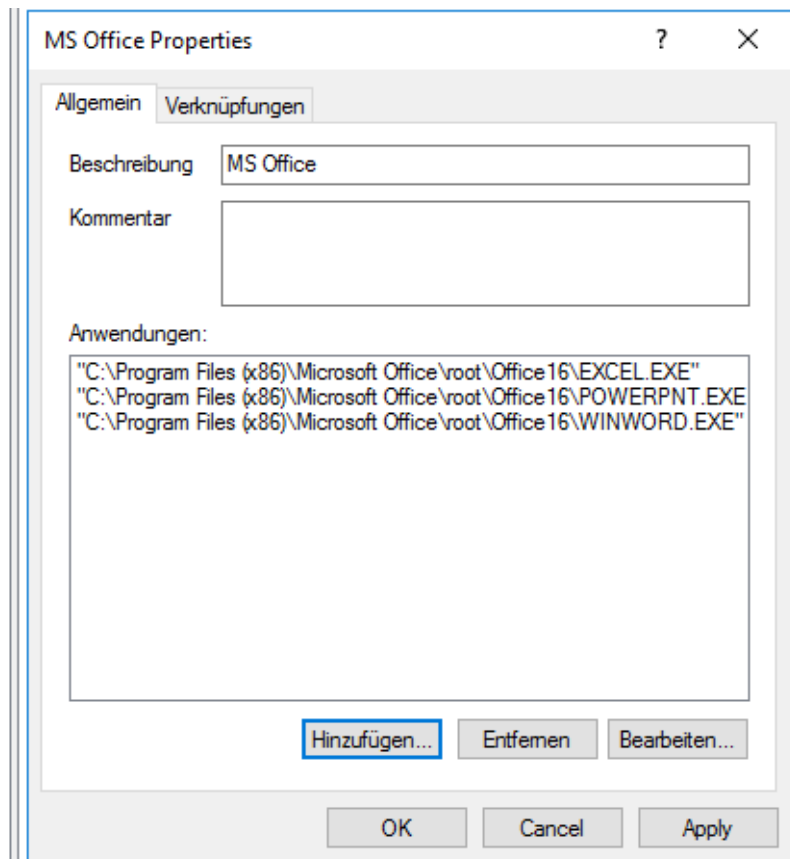 MS Office Properties
?
Allgemein
Verknüpfungen
Beschreibung
MS Office
Kommentar
Anwendungen:
"C:\Program Files (x86)\Microsoft Office\root\Office16\EXCEL.EXE"
"C:\Program Files (x86)\Microsoft Office\root\Office16\POWERPNT.EXE
"C:\Program Files (x86)\Microsoft Office\root\Office16\WINWORD.EXE"
Hinzufügen...
Entfernen
Bearbeiten...
OK
Cancel
Apply